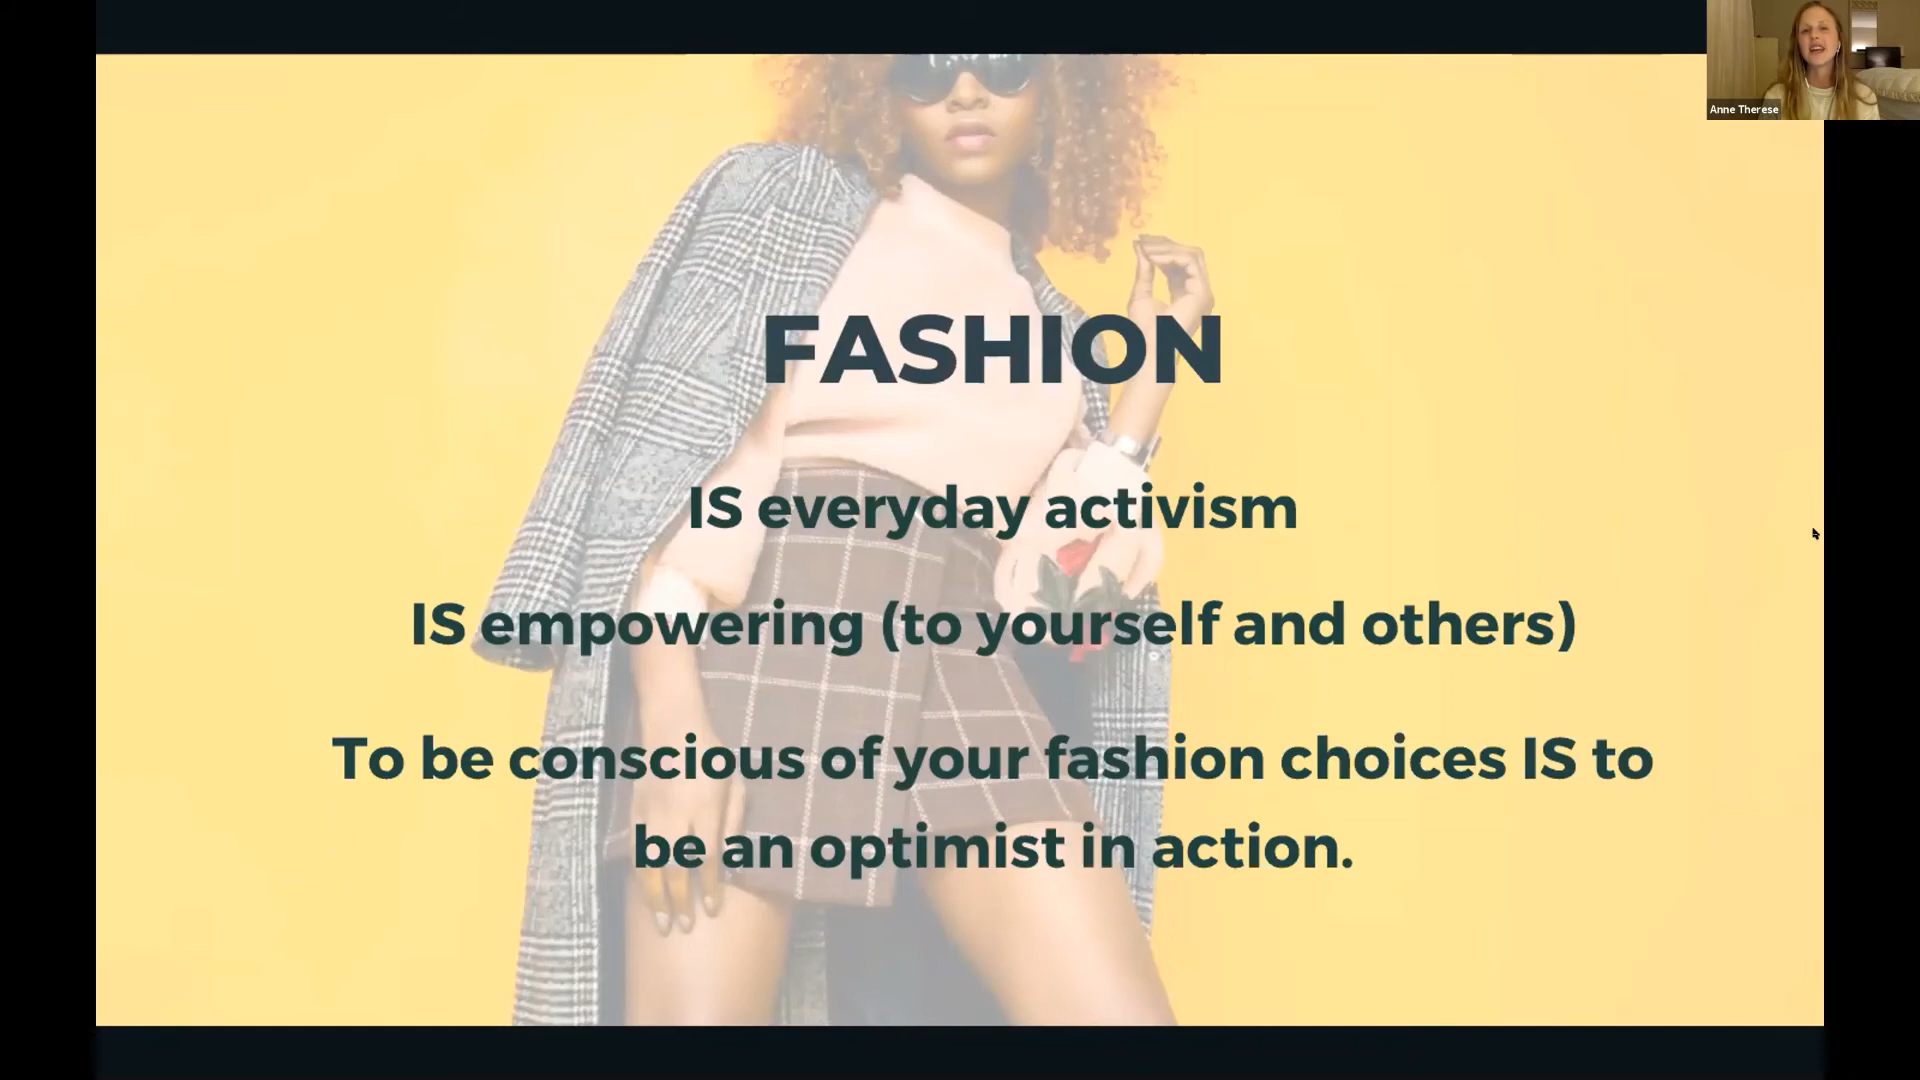 Anne Therese
FASHION
IS everyday activism
IS empowering (to yourself and others)
To be conscious of your fashion choices IS to
be an optimist in action.